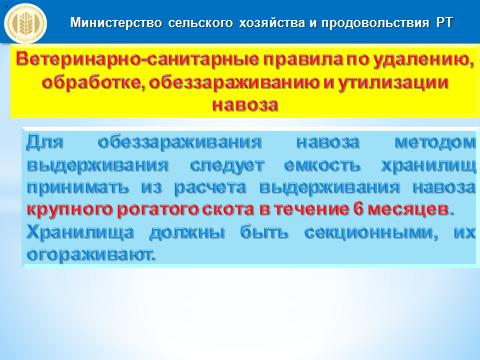 Министерство сельского хозяйства и продовольствия РТ
Ветеринарно-санитарные правила по удалению,
обработке, обеззараживанию и утилизации
навоза
Для обеззараживания навоза методом
выдерживания следует емкость хранилищ
принимать из расчета выдерживания навоза
крупного рогатого скота в течение 6 месяцев.
Хранилища должны быть секционными, их
огораживают.